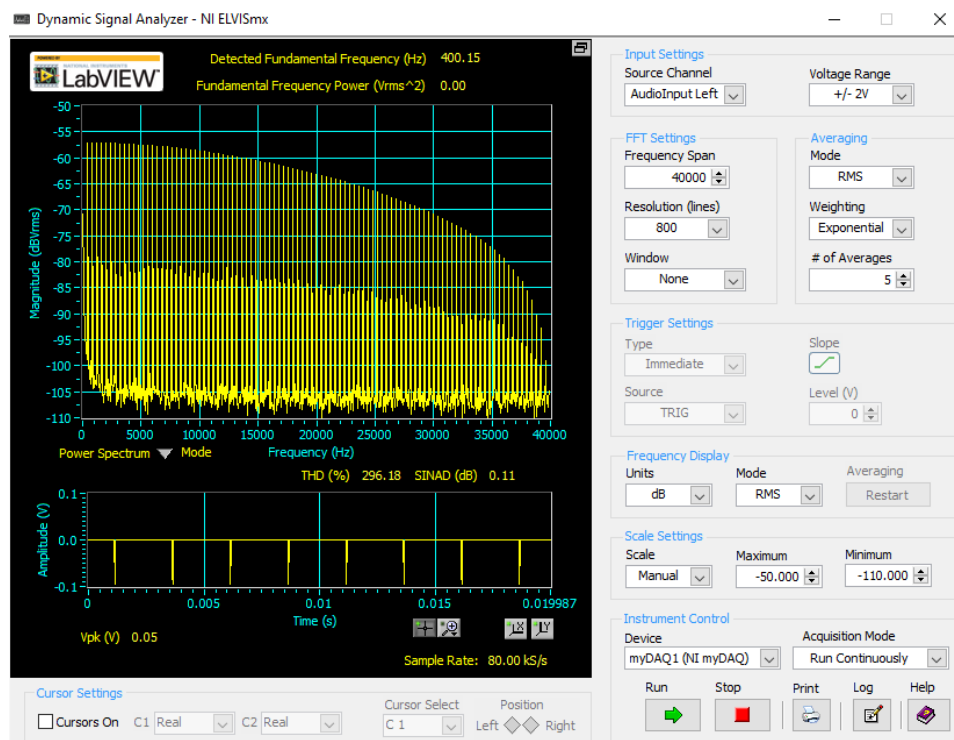 Dynamic Signal Analyzer - NI ELVISmx
POWERED BY
NATIONAL INSTRUMENTS
LabVIEW™
Detected Fundamental Frequency (Hz) 400.15
Fundamental Frequency Power (Vrms^2) 0.00
Magnitude (dBVrms)
-50
-55
-60
-65
-70
-75
-80
-85
-90
-95
-100
-105
-110
0 5000 10000 15000 20000 25000 30000 35000 40000
Power Spectrum Mode Frequency (Hz)
THD (%) 296.18 SINAD (dB) 0.11
Amplitude (V)
0.1
0.0
-0.1
0 0.005 0.01 0.015 0.019987
Time (s)
Vpk (V) 0.05
X Y
Sample Rate: 80.00 kS/s
Cursor Settings
Cursors On C1 Real C2 Real
Cursor Select
C 1
Position
Left Right
Input Settings
Source Channel Voltage Range
AudioInput Left +/- 2V
FFT Settings
Frequency Span
40000
Resolution (lines)
800
Window
None
Averaging
Mode
RMS
Weighting
Exponential
# of Averages
5
Trigger Settings
Type Slope
Immediate
Source Level (V)
TRIG 0
Frequency Display
Units Mode Averaging
dB RMS Restart
Scale Settings
Scale Maximum Minimum
Manual -50.000 -110.000
Instrument Control
Device Acquisition Mode
myDAQ1 (NI myDAQ) Run Continuously
Run Stop Print Log Help